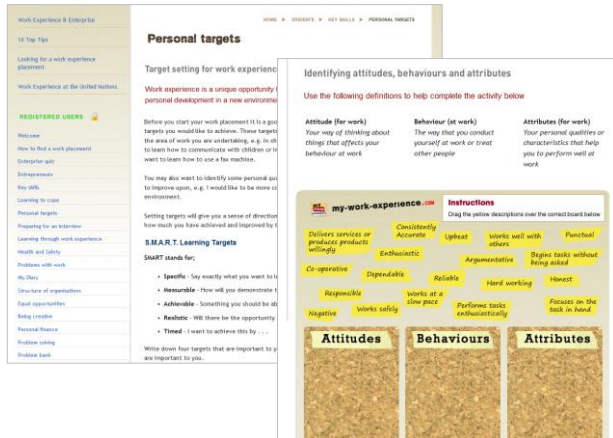 Work Experience & Enterprise
10 Top Tips
Looking for a work experience
placement
Work Experience at the United Nations
REGISTERED USERS
Welcome
How to find a work placement
Enterprise quiz
Entrepreneurs
Key skills
Learning to cope
Personal targets
Preparing for an interview
Learning through work experience
Health and Safety
Problems with work
My Diary
Structure of organisations
Equal opportunities
Being creative
Personal finance
Problem solving
Problem bank
HOME ► STUDENTS ► KEY SKILLS ► PERSONAL TARGETS
Personal targets
Target setting for work experienc
Work experience is a unique opportunity
personal development in a new environme
Before you start your work placement it is a goo
targets you would like to achieve. These targets
the area of work you are undertaking, e.g. in ch
to learn how to communicate with children or in
want to learn how to use a fax machine.
You may also want to identify some personal qua
to improve upon, e.g. I would to be more co
environment.
Setting targets will give you a sense of direction
how much you have achieved and improved by t
S.M.A.R.T. Learning Targets
SMART stands for;
• Specific - Say exactly what you want to le
• Measurable - How will you demonstrate t
• Achievable - Something you should be ab
• Realistic - Will there be the opportunity
• Timed - I want to achieve this by . . .
Write down four targets that are important to y
are important to you.
Identifying attitudes, behaviours and attributes
Use the following definitions to help complete the activity below
Attitude (for work)
Your way of thinking about
things that affects your
behaviour at work
Behaviour (at work)
The way that you conduct
yourself at work or treat
other people
Attributes (for work)
Your personal qualities or
characteristics that help
you to perform well at
work
my-work-experience.com
Instructions
Drag the yellow descriptions over the correct board below
Delivers services or
produces products
willingly
Consistently
Accurate
Upbeat
Works well with
others
Punctual
Enthusiastic
Argumentative
Begins tasks without
being asked
Co-operative
Dependable
Reliable
Hard working
Honest
Responsible
Works at a
slow pace
Performs tasks
enthusiastically
Focuses on the
task in hand
Negative
Works safely
Attitudes
Behaviours
Attributes